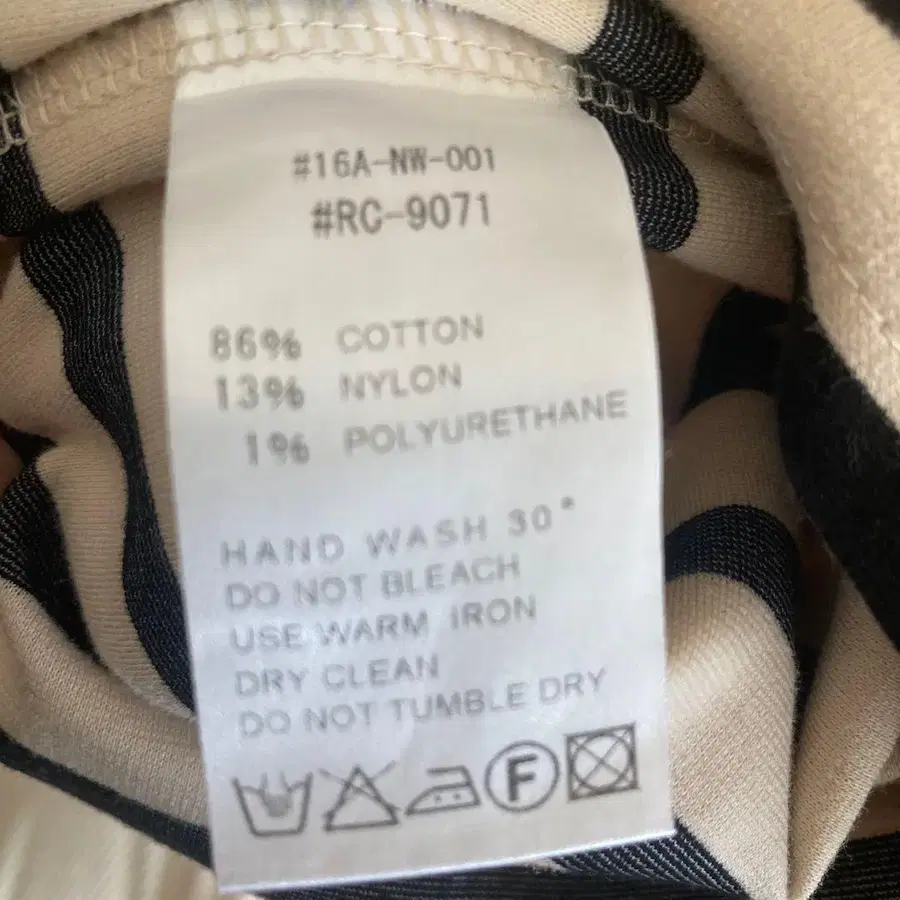 #16A-NW-001
#RC-9071
86% COTTON
13% NYLON
1% POLYURETHANE
HAND WASH 30°
DO NOT BLEACH
USE WARM IRON
DRY CLEAN
DO NOT TUMBLE DRY
F